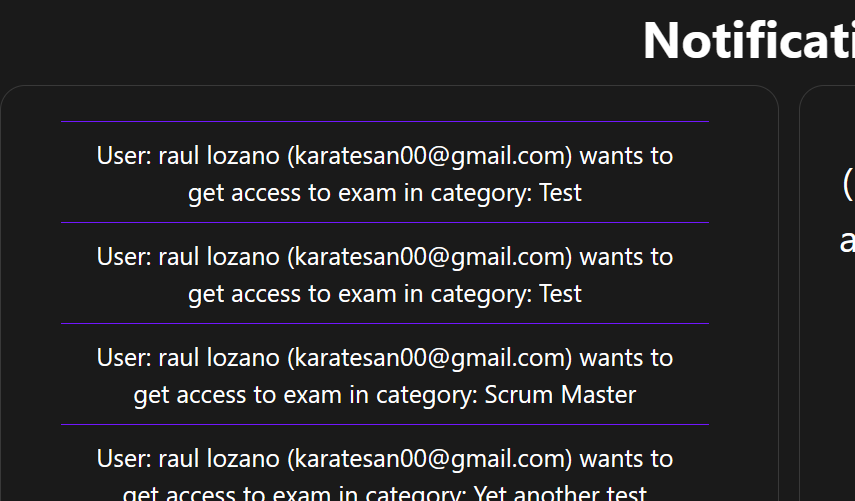 Notificati
User: raul lozano (karatesan00@gmail.com) wants to
get access to exam in category: Test
User: raul lozano (karatesan00@gmail.com) wants to
get access to exam in category: Test
User: raul lozano (karatesan00@gmail.com) wants to
get access to exam in category: Scrum Master
User: raul lozano (karatesan00@gmail.com) wants to
get access to exam in category: Yet another test
(
a